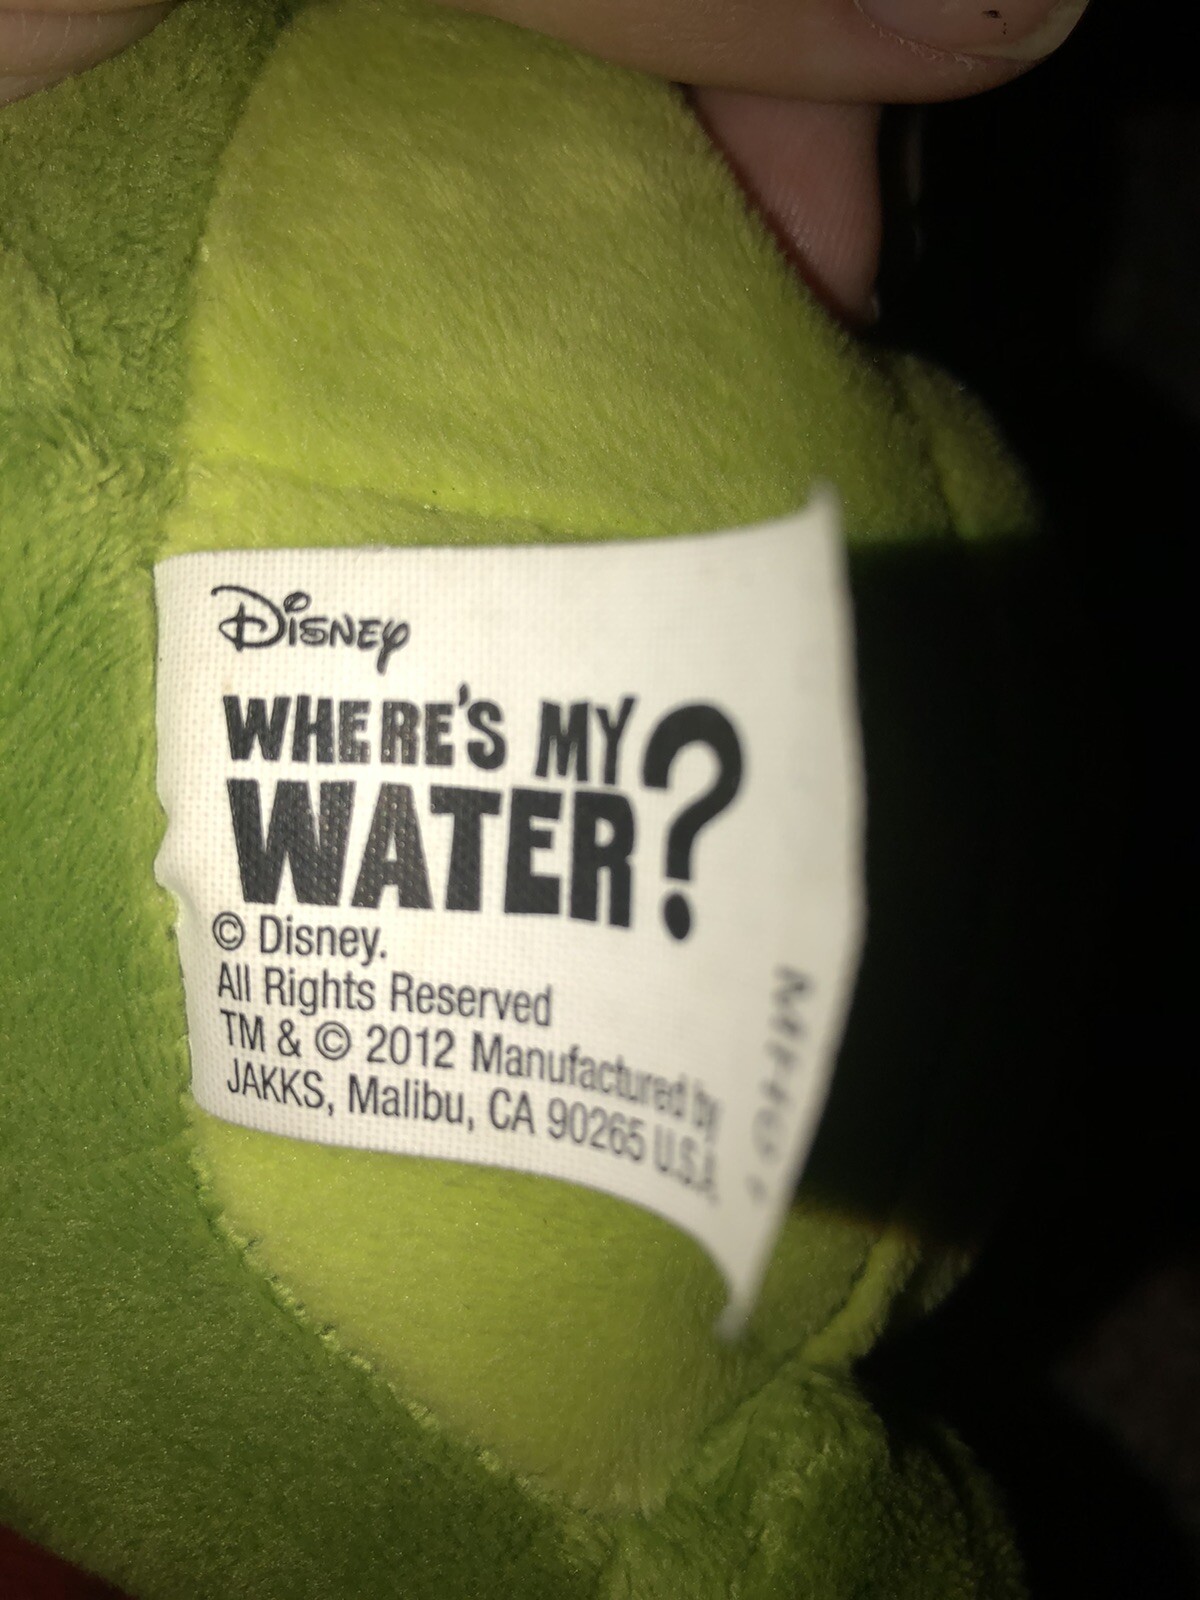 Disney
WHERE'S MY
WATER?
© Disney.
All Rights Reserved
TM & © 2012 Manufactured by
JAKKS, Malibu, CA 90265 U.S.A